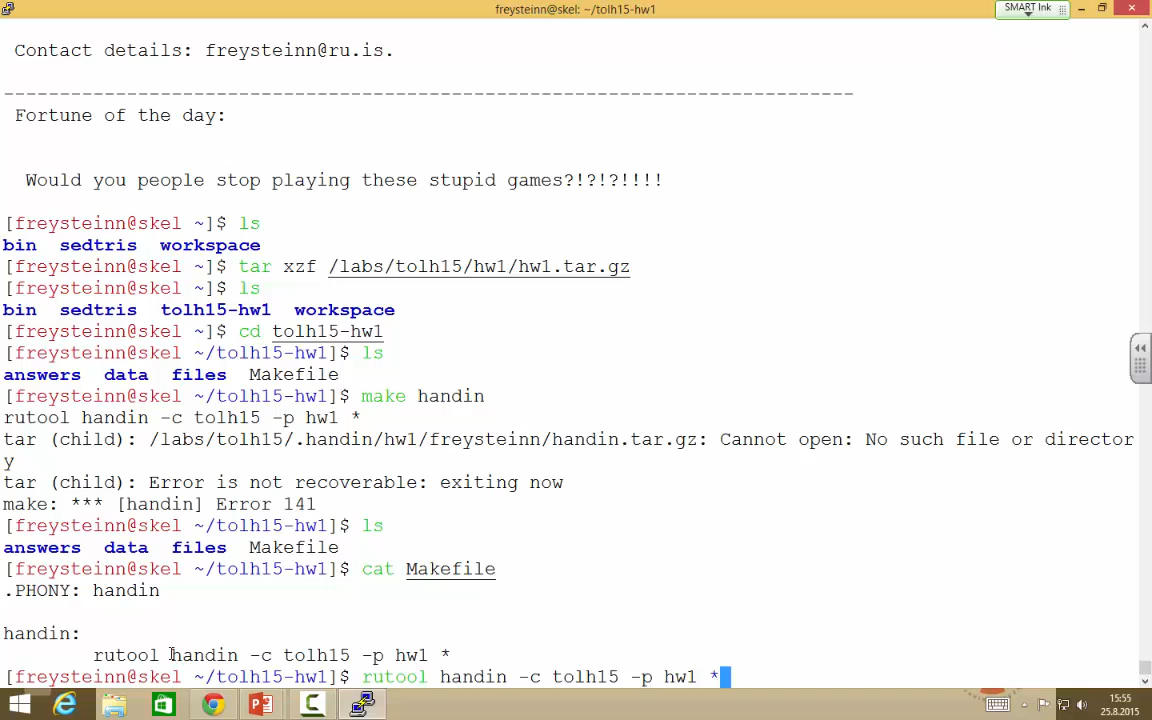 freysteinn@skel: ~/tolh15-hw1
SMART Ink
Contact details: freysteinn@ru.is.
-----------------------------------------------------------------------------
Fortune of the day:
Would you people stop playing these stupid games?!?!?!!!!
[freysteinn@skel ~]$ ls
bin  sedtris  workspace
[freysteinn@skel ~]$ tar xzf /labs/tolh15/hw1/hw1.tar.gz
[freysteinn@skel ~]$ ls
bin  sedtris  tolh15-hw1  workspace
[freysteinn@skel ~]$ cd tolh15-hw1
[freysteinn@skel ~/tolh15-hw1]$ ls
answers  data  files  Makefile
[freysteinn@skel ~/tolh15-hw1]$ make handin
rutool handin -c tolh15 -p hw1 *
tar (child): /labs/tolh15/.handin/hw1/freysteinn/handin.tar.gz: Cannot open: No such file or director
y
tar (child): Error is not recoverable: exiting now
make: *** [handin] Error 141
[freysteinn@skel ~/tolh15-hw1]$ ls
answers  data  files  Makefile
[freysteinn@skel ~/tolh15-hw1]$ cat Makefile
.PHONY: handin
handin:
rutool handin -c tolh15 -p hw1 *
[freysteinn@skel ~/tolh15-hw1]$ rutool handin -c tolh15 -p hw1 *
15:55
25.8.2015